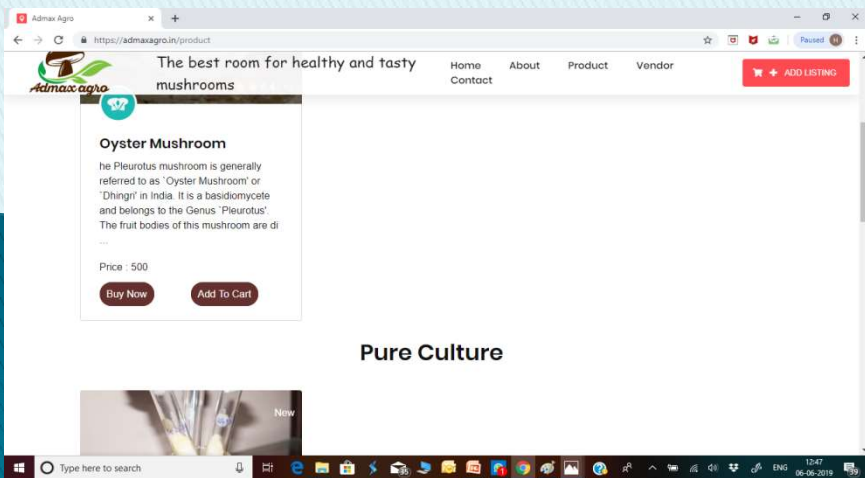 Admax Agro
https://admaxagro.in/product
Paused
H
Admax agro
The best room for healthy and tasty
mushrooms
Home About Product Vendor
Contact
ADD LISTING
Oyster Mushroom
he Pleurotus mushroom is generally
referred to as `Oyster Mushroom' or
`Dhingri' in India. It is a basidiomycete
and belongs to the Genus `Pleurotus'.
The fruit bodies of this mushroom are di
...
Price : 500
Buy Now
Add To Cart
Pure Culture
New
Type here to search
ENG
12:47
06-06-2019